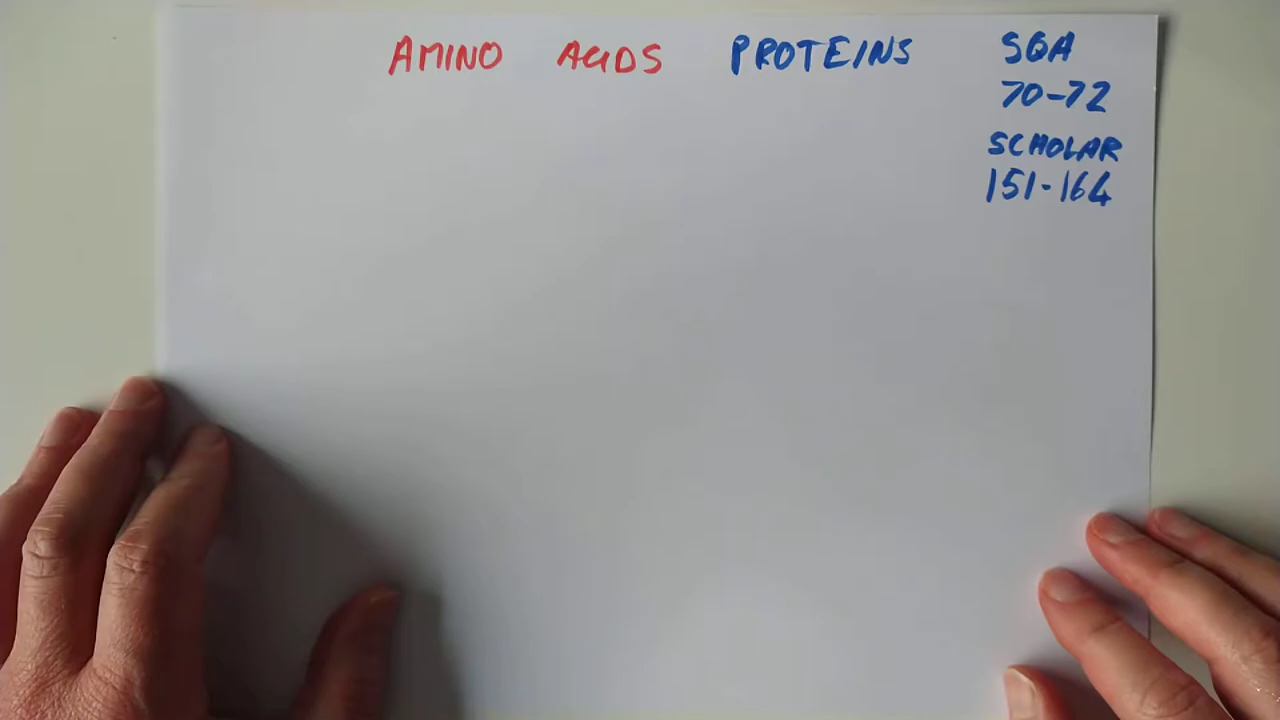 AMINO ACIDS PROTEINS
SQA
70-72
SCHOLAR
151-164